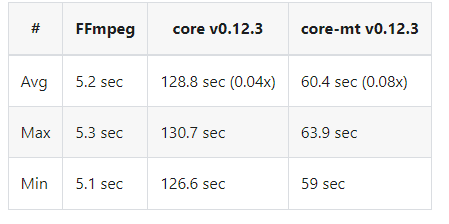 # FFmpeg core v0.12.3 core-mt v0.12.3
Avg 5.2 sec 128.8 sec (0.04x) 60.4 sec (0.08x)
Max 5.3 sec 130.7 sec 63.9 sec
Min 5.1 sec 126.6 sec 59 sec